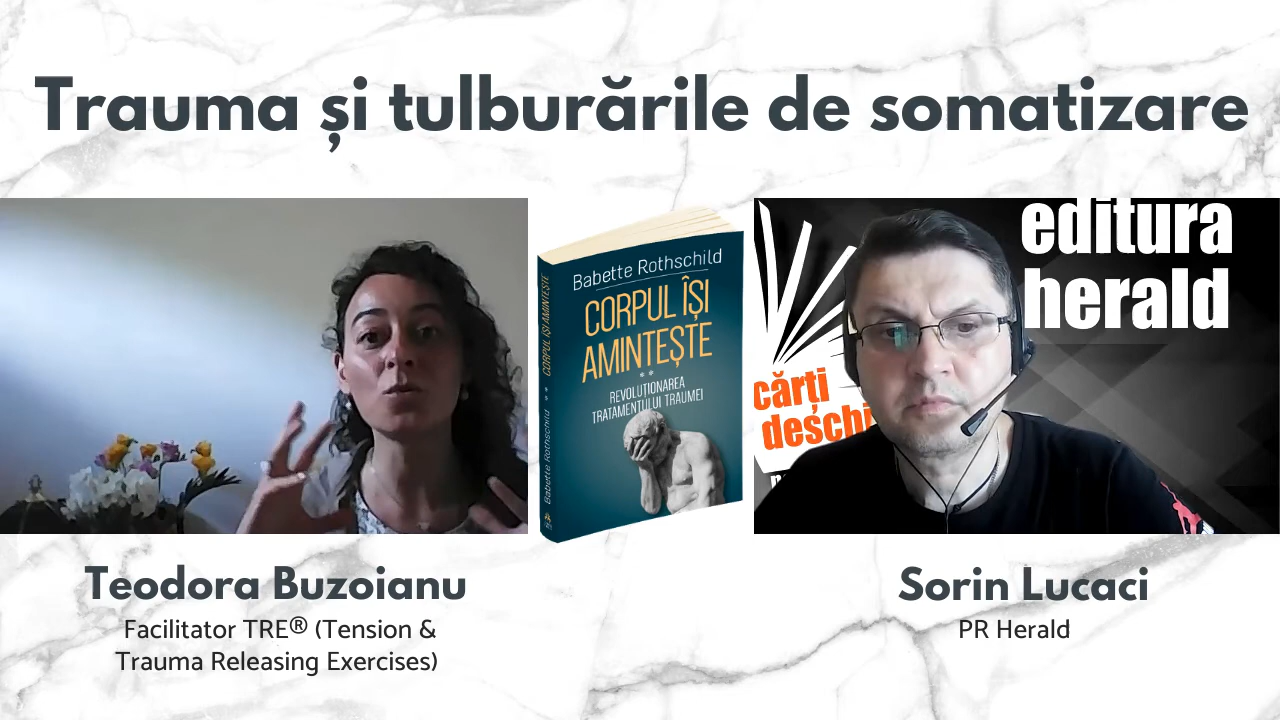 Trauma și tulburările de somatizare
editura
herald
cărți
deschi
Babette Rothschild
CORPUL ÎȘI
AMINTEȘTE
**
REVOLUȚIONAREA
TRATAMENTULUI TRAUMEI
Babette Rothschild ** CORPUL ÎȘI AMINTEȘTE
Teodora Buzoianu
Facilitator TRE® (Tension &
Trauma Releasing Exercises)
Sorin Lucaci
PR Herald